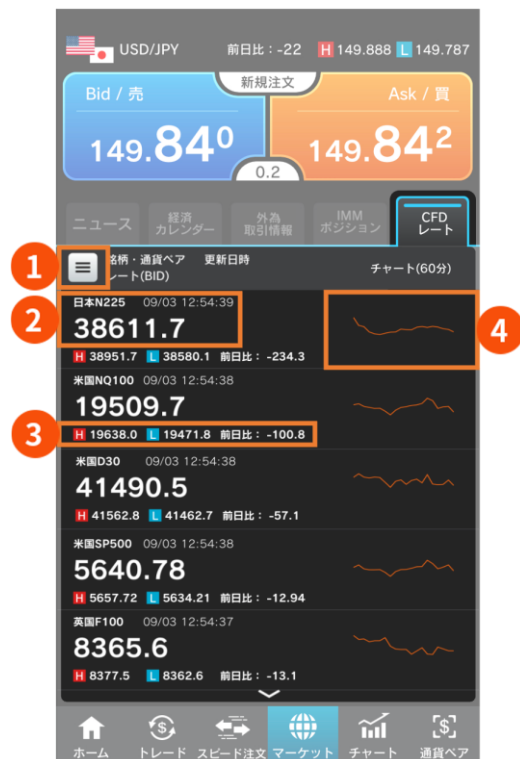 USD/JPY 前日比：-22 H 149.888 L 149.787
新規注文
Bid / 売 Ask / 買
149.840 149.842
0.2
ニュース 経済カレンダー 外為取引情報 IMMポジション CFDレート
1
銘柄・通貨ペア 更新日時
レート(BID) チャート(60分)
2
日本N225 09/03 12:54:39
38611.7
4
H 38951.7 L 38580.1 前日比： -234.3
米国NQ100 09/03 12:54:38
19509.7
3
H 19638.0 L 19471.8 前日比： -100.8
米国D30 09/03 12:54:38
41490.5
H 41562.8 L 41462.7 前日比： -57.1
米国SP500 09/03 12:54:38
5640.78
H 5657.72 L 5634.21 前日比： -12.94
英国F100 09/03 12:54:37
8365.6
H 8377.5 L 8362.6 前日比： -13.1
ホーム トレード スピード注文 マーケット チャート 通貨ペア